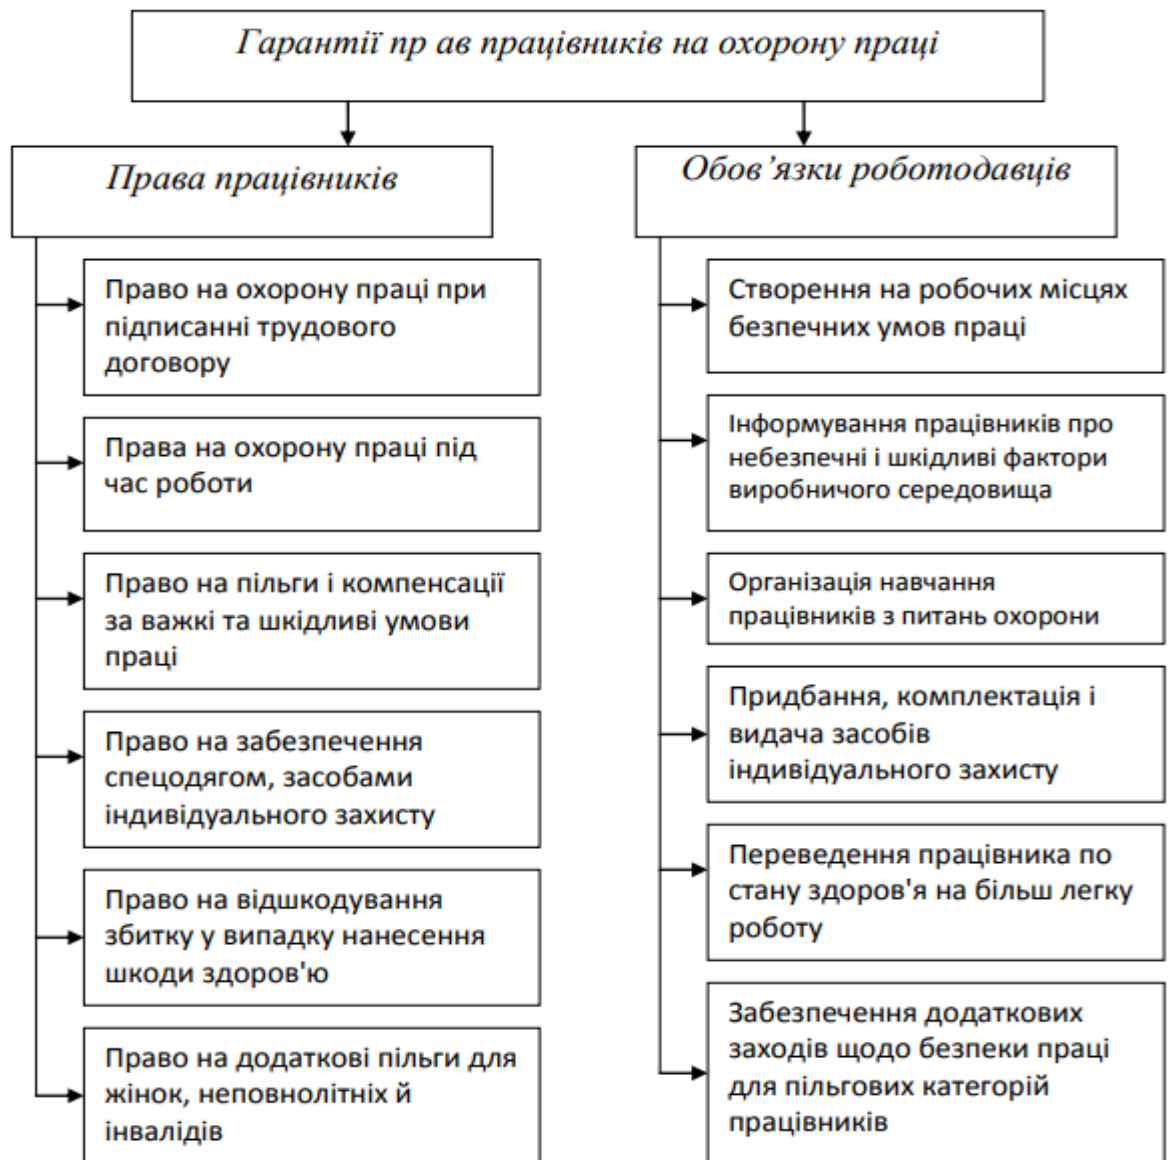 Гарантії пр ав працівників на охорону праці
Права працівників
Право на охорону праці при
підписанні трудового
договору
Права на охорону праці під
час роботи
Право на пільги і компенсації
за важкі та шкідливі умови
праці
Право на забезпечення
спецодягом, засобами
індивідуального захисту
Право на відшкодування
збитку у випадку нанесення
шкоди здоров'ю
Право на додаткові пільги для
жінок, неповнолітніх й
інвалідів
Обов’язки роботодавців
Створення на робочих місцях
безпечних умов праці
Інформування працівників про
небезпечні і шкідливі фактори
виробничого середовища
Організація навчання
працівників з питань охорони
Придбання, комплектація і
видача засобів
індивідуального захисту
Переведення працівника по
стану здоров'я на більш легку
роботу
Забезпечення додаткових
заходів щодо безпеки праці
для пільгових категорій
працівників